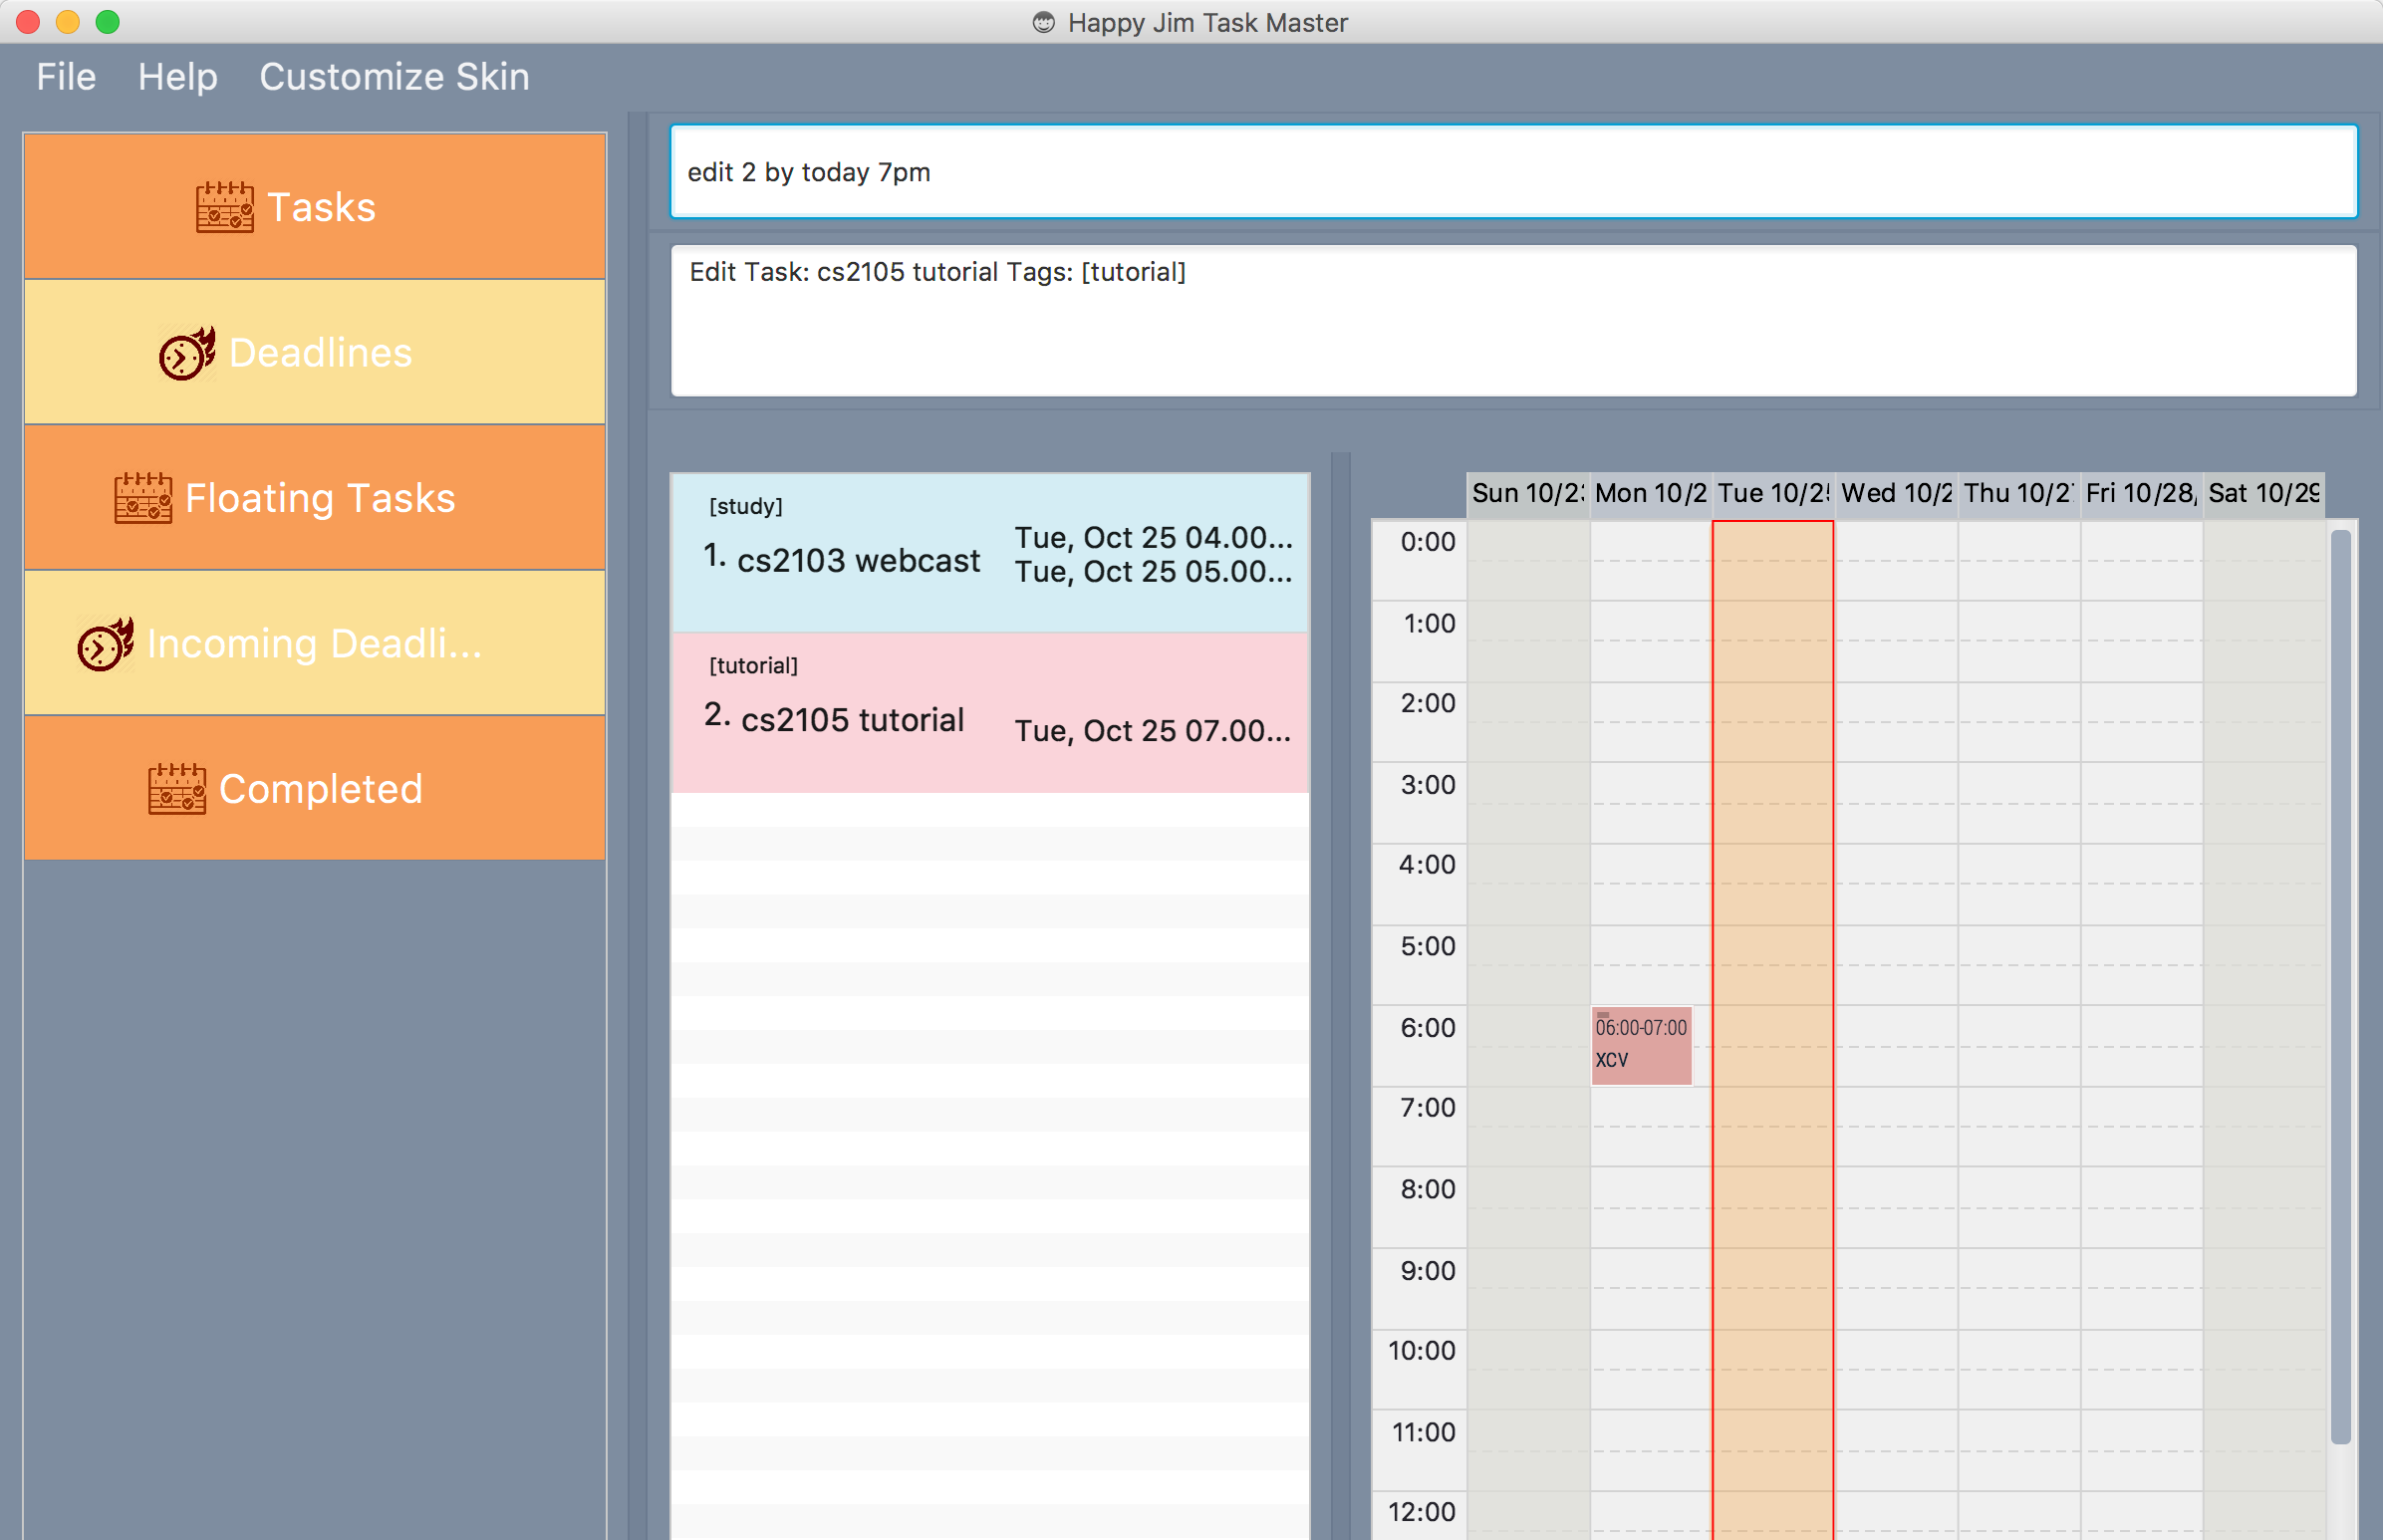 Happy Jim Task Master
File Help Customize Skin
Tasks
Deadlines
Floating Tasks
Incoming Deadli...
Completed
edit 2 by today 7pm
Edit Task: cs2105 tutorial Tags: [tutorial]
[study]
1. cs2103 webcast
Tue, Oct 25 04.00...
Tue, Oct 25 05.00...
[tutorial]
2. cs2105 tutorial
Tue, Oct 25 07.00...
Sun 10/23 Mon 10/2 Tue 10/25 Wed 10/2 Thu 10/27 Fri 10/28, Sat 10/29
0:00
1:00
2:00
3:00
4:00
5:00
6:00
06:00-07:00
XCV
7:00
8:00
9:00
10:00
11:00
12:00